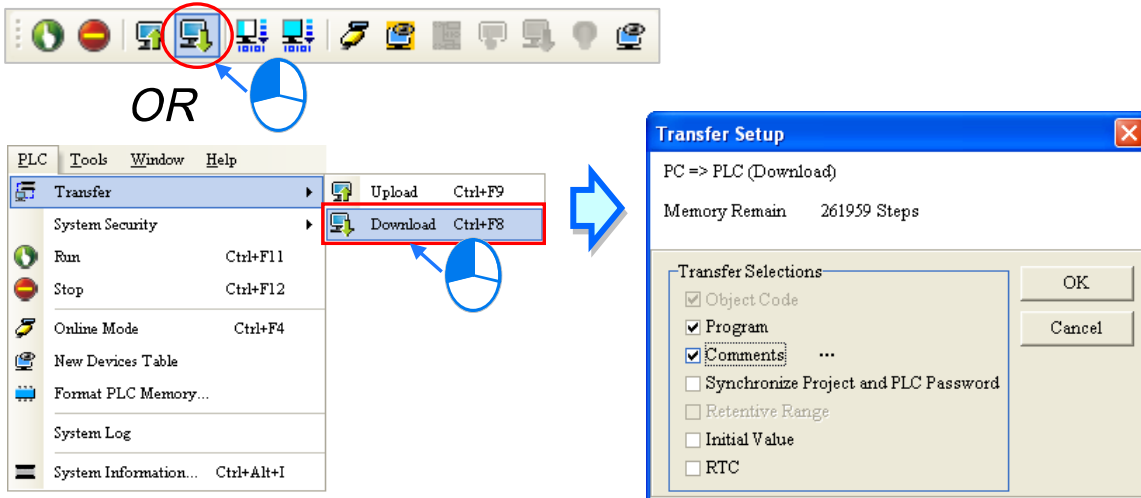 10101 10101
OR
PLC Tools Window Help
Transfer
System Security
Run Ctrl+F11
Stop Ctrl+F12
Online Mode Ctrl+F4
New Devices Table
Format PLC Memory...
System Log
System Information... Ctrl+Alt+I
Upload Ctrl+F9
Download Ctrl+F8
Transfer Setup
PC => PLC (Download)
Memory Remain 261959 Steps
Transfer Selections
Object Code
Program
Comments ...
Synchronize Project and PLC Password
Retentive Range
Initial Value
RTC
OK
Cancel